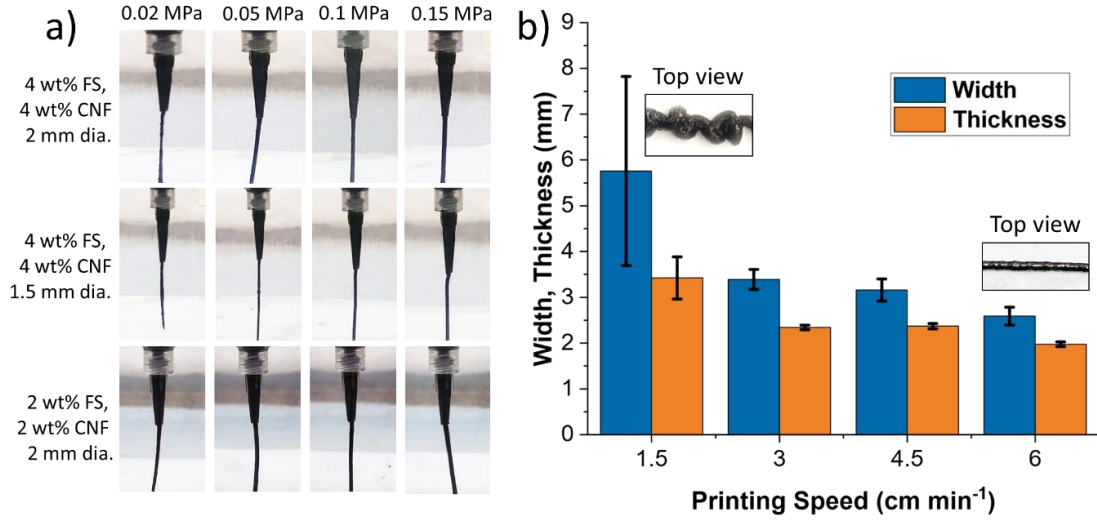 a)
0.02 MPa 0.05 MPa 0.1 MPa 0.15 MPa
4 wt% FS,
4 wt% CNF
2 mm dia.
4 wt% FS,
4 wt% CNF
1.5 mm dia.
2 wt% FS,
2 wt% CNF
2 mm dia.
b)
Width, Thickness (mm)
9
8
7
6
5
4
3
2
1
0
Top view
Width
Thickness
Top view
1.5 3 4.5 6
Printing Speed (cm min⁻¹)